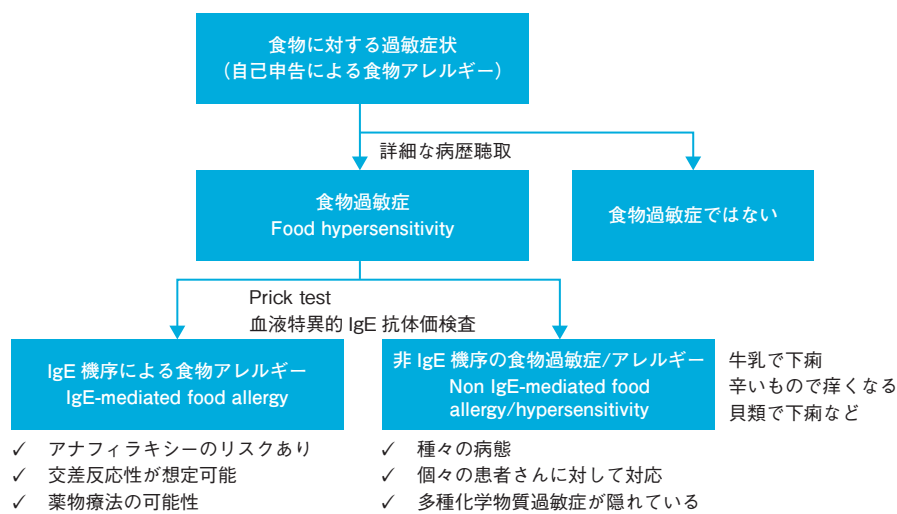 食物に対する過敏症状
（自己申告による食物アレルギー）
詳細な病歴聴取
食物過敏症
Food hypersensitivity
食物過敏症ではない
Prick test
血液特異的 IgE 抗体価検査
IgE 機序による食物アレルギー
IgE-mediated food allergy
非 IgE 機序の食物過敏症/アレルギー
Non IgE-mediated food
allergy/hypersensitivity
牛乳で下痢
辛いもので痒くなる
貝類で下痢など
✓ アナフィラキシーのリスクあり
✓ 交差反応性が想定可能
✓ 薬物療法の可能性
✓ 種々の病態
✓ 個々の患者さんに対して対応
✓ 多種化学物質過敏症が隠れている